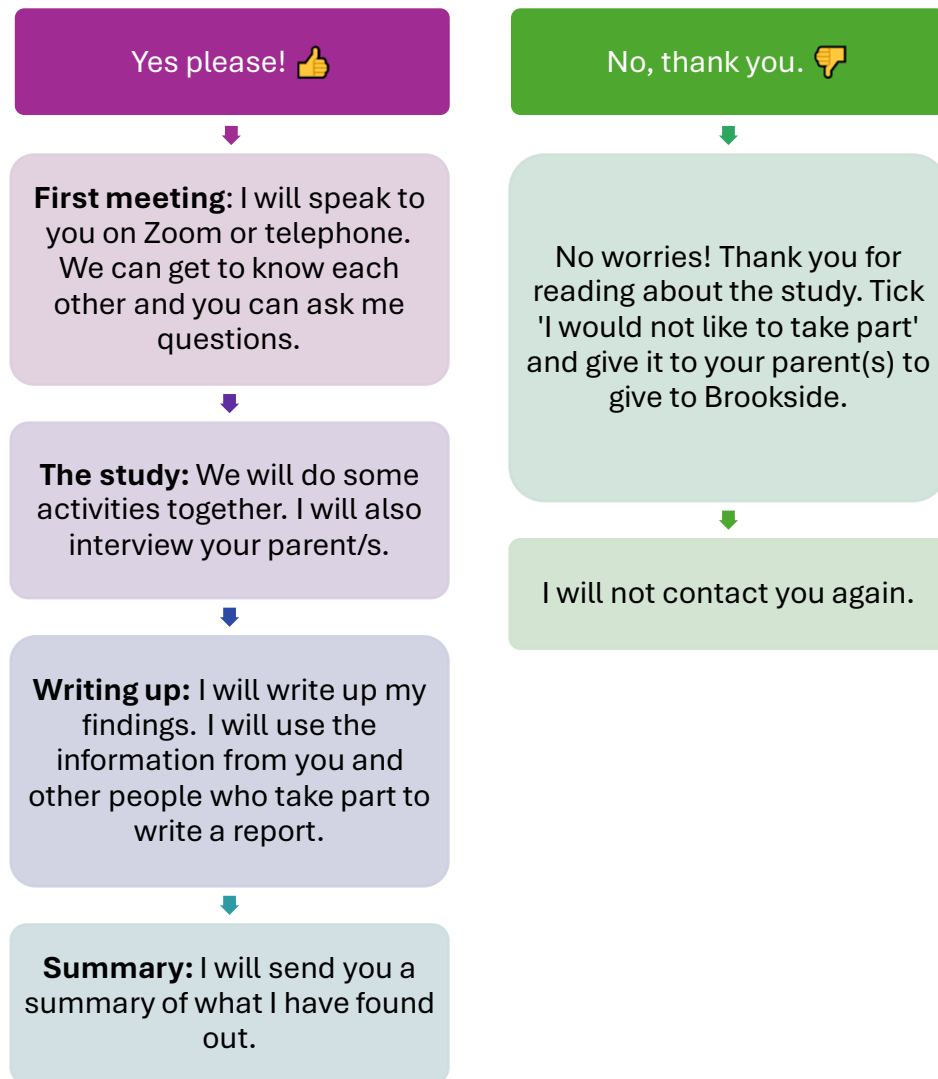 Yes please! 👍
First meeting: I will speak to
you on Zoom or telephone.
We can get to know each
other and you can ask me
questions.
The study: We will do some
activities together. I will also
interview your parent/s.
Writing up: I will write up my
findings. I will use the
information from you and
other people who take part to
write a report.
Summary: I will send you a
summary of what I have found
out.
No, thank you. 👎
No worries! Thank you for
reading about the study. Tick
'I would not like to take part'
and give it to your parent(s) to
give to Brookside.
I will not contact you again.